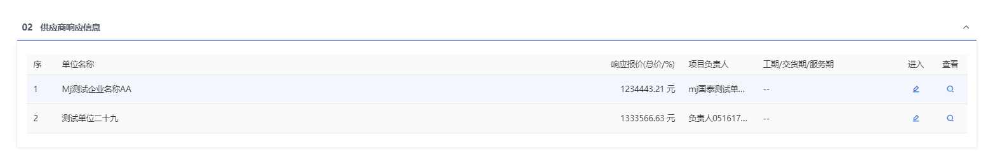 02 供应商响应信息
序 单位名称 响应报价(总价/%) 项目负责人 工期/交货期/服务期 进入 查看
1 Mj测试企业名称AA 1234443.21 元 mj国泰测试单... --
2 测试单位二十九 1333566.63 元 负责人051617... --